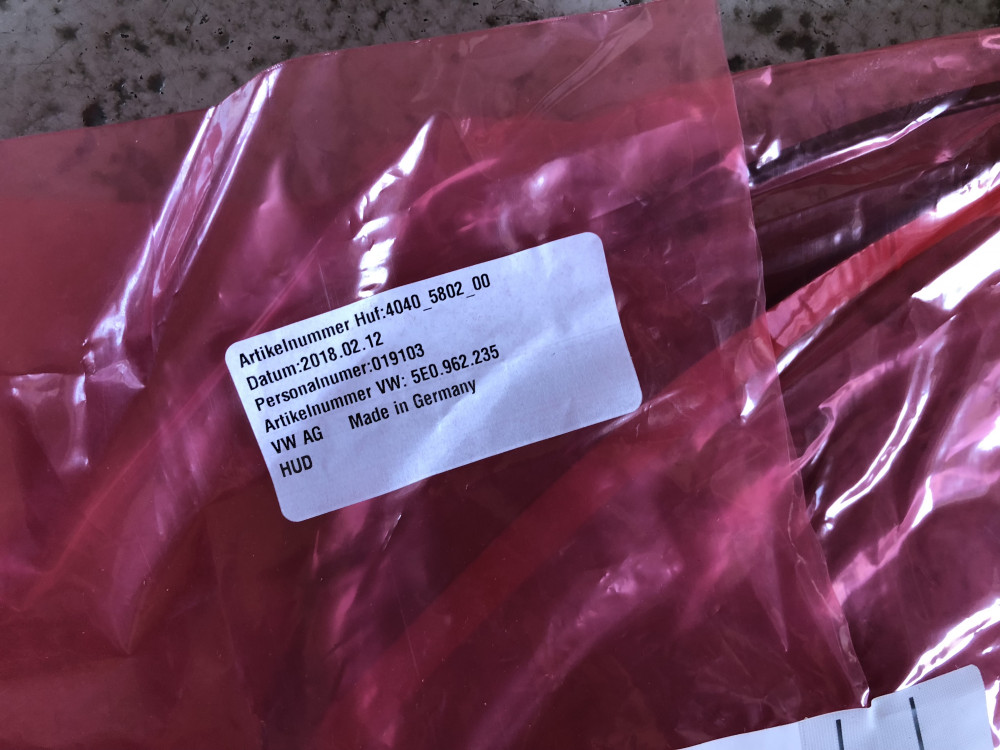 Artikelnummer Huf:4040_5802_00
Datum:2018.02.12
Personalnumer:019103
Artikelnummer VW: 5E0.962.235
VW AG Made in Germany
HUD